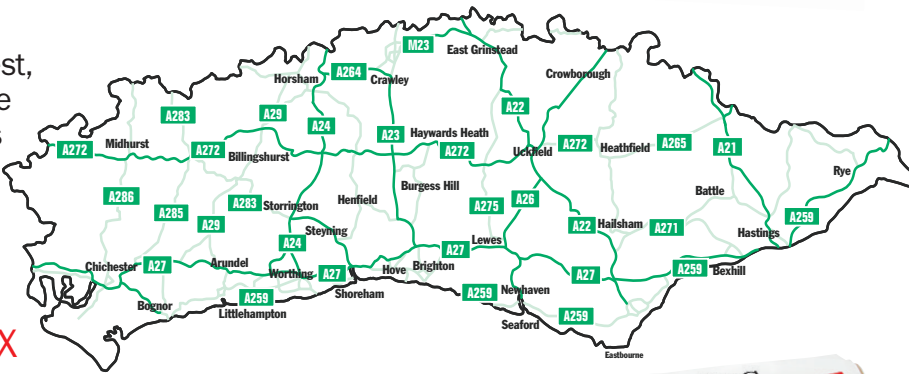 st,
e
s
X
M23
East Grinstead
Horsham
A264
Crawley
Crowborough
A283
A29
A24
A22
A23
Haywards Heath
A272
Midhurst
A272
Billingshurst
A272
Uckfield
A272
Heathfield
A265
A21
Rye
A286
A285
A29
A283
Storrington
Henfield
Burgess Hill
A275
A26
Battle
A259
Steyning
A24
A22
Hailsham
A271
Hastings
Lewes
A27
Chichester
A27
Arundel
Worthing
A27
Hove
Brighton
A27
A259
Bexhill
Bognor
A259
Littlehampton
Shoreham
A259
Newhaven
Seaford
A259
Eastbourne